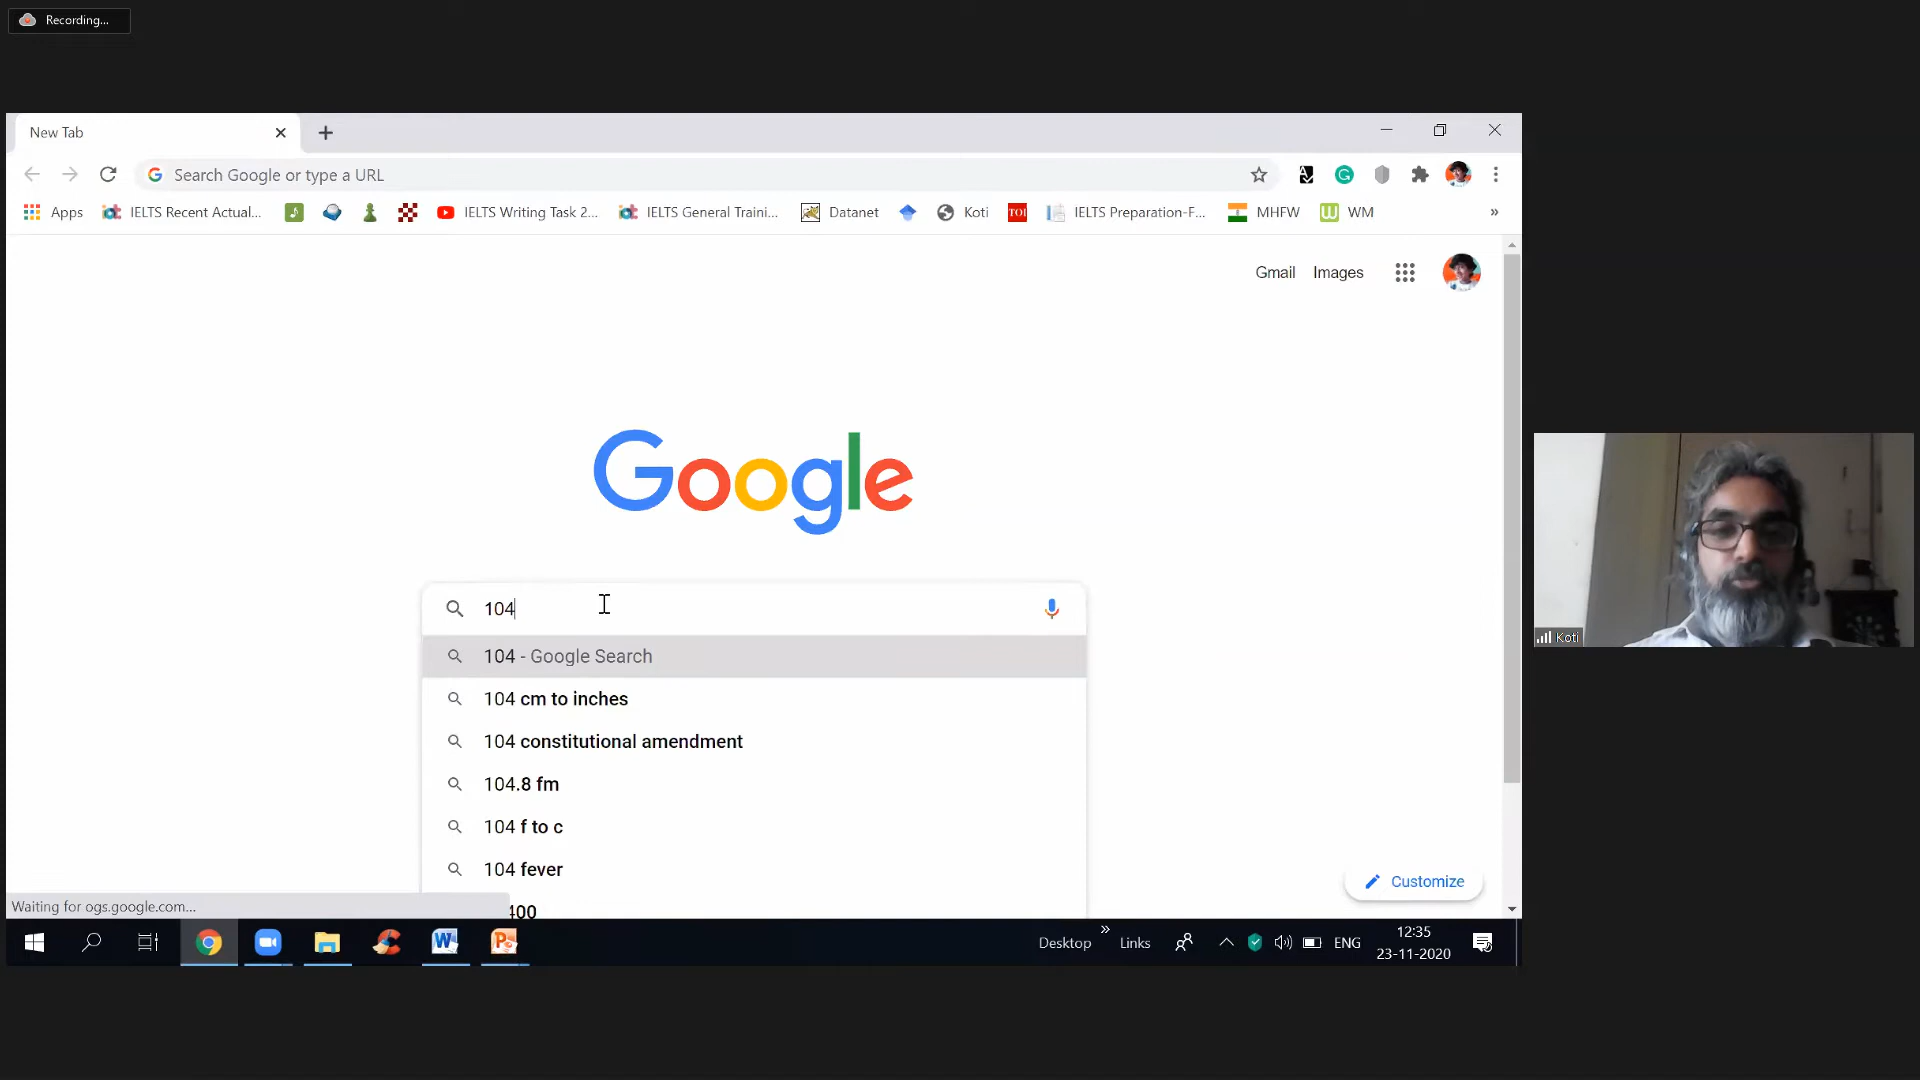 Recording...
New Tab
Search Google or type a URL
Apps IELTS Recent Actual... IELTS Writing Task 2... IELTS General Traini... Datanet Koti TOI IELTS Preparation-F... MHFW WM »
Gmail Images
Google
104
104 - Google Search
104 cm to inches
104 constitutional amendment
104.8 fm
104 f to c
104 fever
Customize
Waiting for ogs.google.com...
Koti
Desktop » Links ENG
12:35
23-11-2020